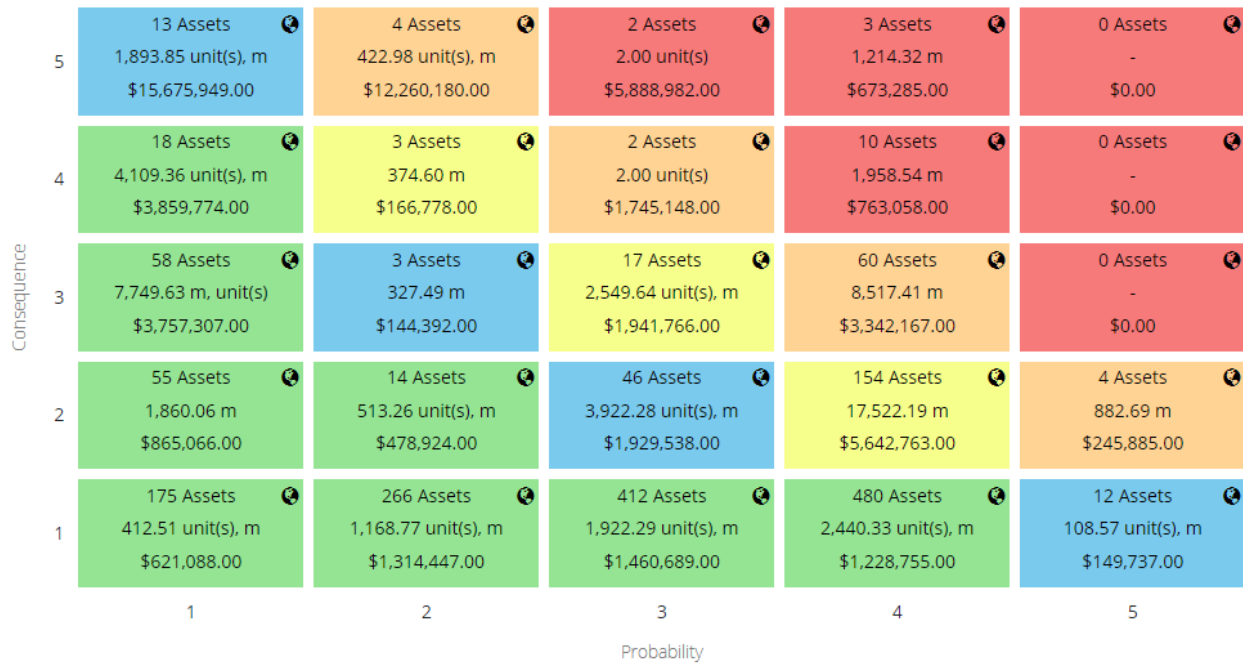 13 Assets
1,893.85 unit(s), m
$15,675,949.00
4 Assets
422.98 unit(s), m
$12,260,180.00
2 Assets
2.00 unit(s)
$5,888,982.00
3 Assets
1,214.32 m
$673,285.00
0 Assets
-
$0.00
5
18 Assets
4,109.36 unit(s), m
$3,859,774.00
3 Assets
374.60 m
$166,778.00
2 Assets
2.00 unit(s)
$1,745,148.00
10 Assets
1,958.54 m
$763,058.00
0 Assets
-
$0.00
4
58 Assets
7,749.63 m, unit(s)
$3,757,307.00
3 Assets
327.49 m
$144,392.00
17 Assets
2,549.64 unit(s), m
$1,941,766.00
60 Assets
8,517.41 m
$3,342,167.00
0 Assets
-
$0.00
3
Consequence
55 Assets
1,860.06 m
$865,066.00
14 Assets
513.26 unit(s), m
$478,924.00
46 Assets
3,922.28 unit(s), m
$1,929,538.00
154 Assets
17,522.19 m
$5,642,763.00
4 Assets
882.69 m
$245,885.00
2
175 Assets
412.51 unit(s), m
$621,088.00
266 Assets
1,168.77 unit(s), m
$1,314,447.00
412 Assets
1,922.29 unit(s), m
$1,460,689.00
480 Assets
2,440.33 unit(s), m
$1,228,755.00
12 Assets
108.57 unit(s), m
$149,737.00
1
1
2
3
4
5
Probability